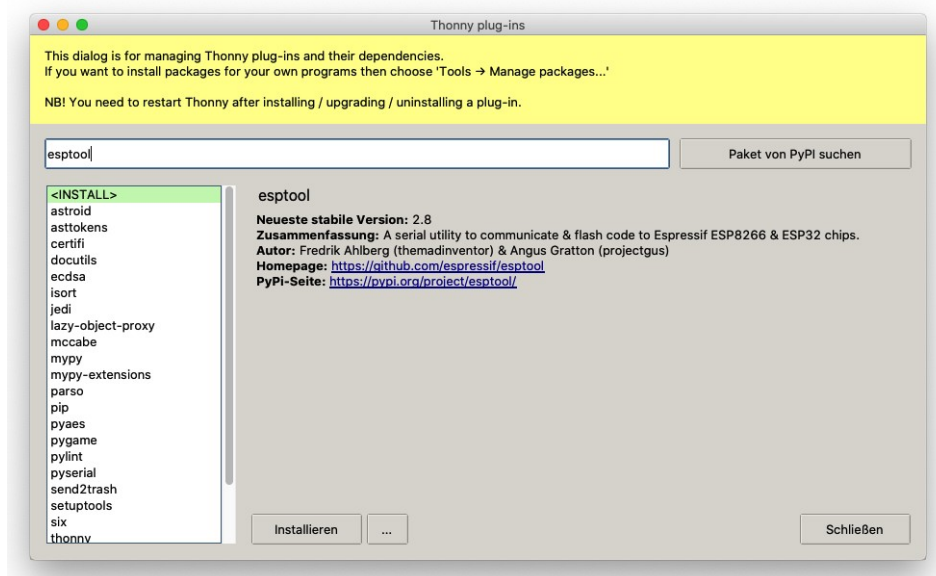 Thonny plug-ins
This dialog is for managing Thonny plug-ins and their dependencies.
If you want to install packages for your own programs then choose 'Tools → Manage packages...'
NB! You need to restart Thonny after installing / upgrading / uninstalling a plug-in.
esptool
Paket von PyPI suchen
<INSTALL>
astroid
asttokens
certifi
docutils
ecdsa
isort
jedi
lazy-object-proxy
mccabe
mypy
mypy-extensions
parso
pip
pyaes
pygame
pylint
pyserial
send2trash
setuptools
six
thonny
esptool
Neueste stabile Version: 2.8
Zusammenfassung: A serial utility to communicate & flash code to Espressif ESP8266 & ESP32 chips.
Autor: Fredrik Ahlberg (themadinventor) & Angus Gratton (projectgus)
Homepage: https://github.com/espressif/esptool
PyPi-Seite: https://pypi.org/project/esptool/
Installieren
...
Schließen